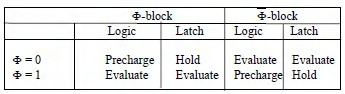 Φ-block Φ̅-block
Logic Latch Logic Latch
Φ = 0 Precharge Hold Evaluate Evaluate
Φ = 1 Evaluate Evaluate Precharge Hold